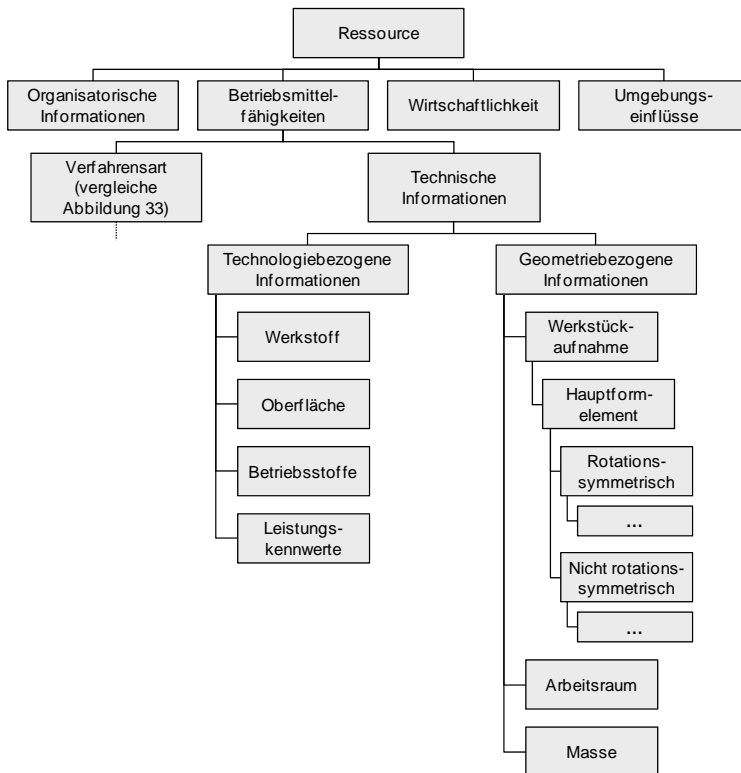 Ressource
Organisatorische
Informationen
Betriebsmittel-
fähigkeiten
Wirtschaftlichkeit
Umgebungs-
einflüsse
Verfahrensart
(vergleiche
Abbildung 33)
Technische
Informationen
Technologiebezogene
Informationen
Geometriebezogene
Informationen
Werkstoff
Oberfläche
Betriebsstoffe
Leistungs-
kennwerte
Werkstück-
aufnahme
Hauptform-
element
Rotations-
symmetrisch
...
Nicht rotations-
symmetrisch
...
Arbeitsraum
Masse